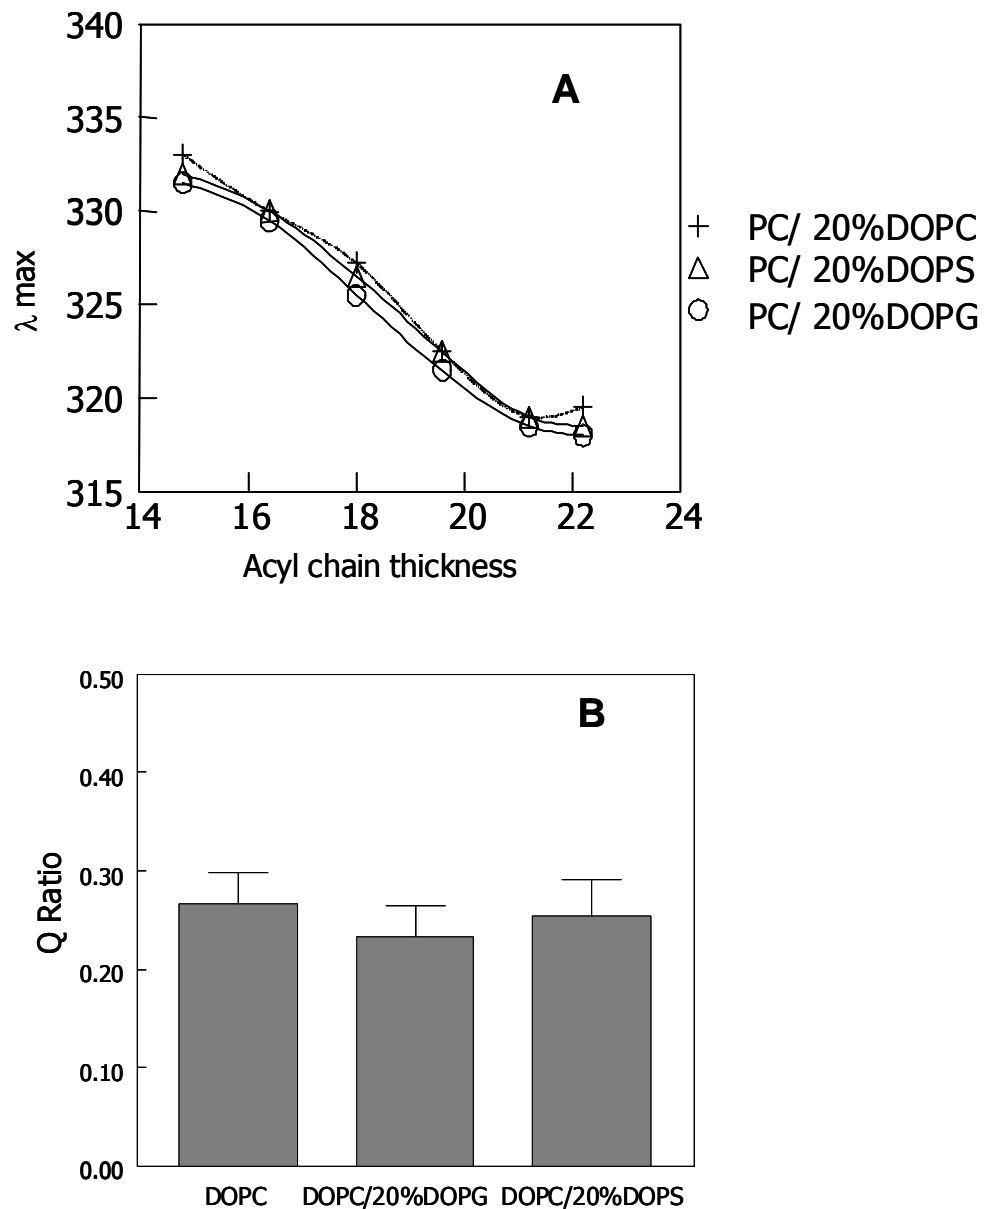 340
335
330
325
320
315
λ max
A
14 16 18 20 22 24
Acyl chain thickness
PC/ 20%DOPC
PC/ 20%DOPS
PC/ 20%DOPG
0.50
0.40
0.30
0.20
0.10
0.00
Q Ratio
B
DOPC DOPC/20%DOPG DOPC/20%DOPS